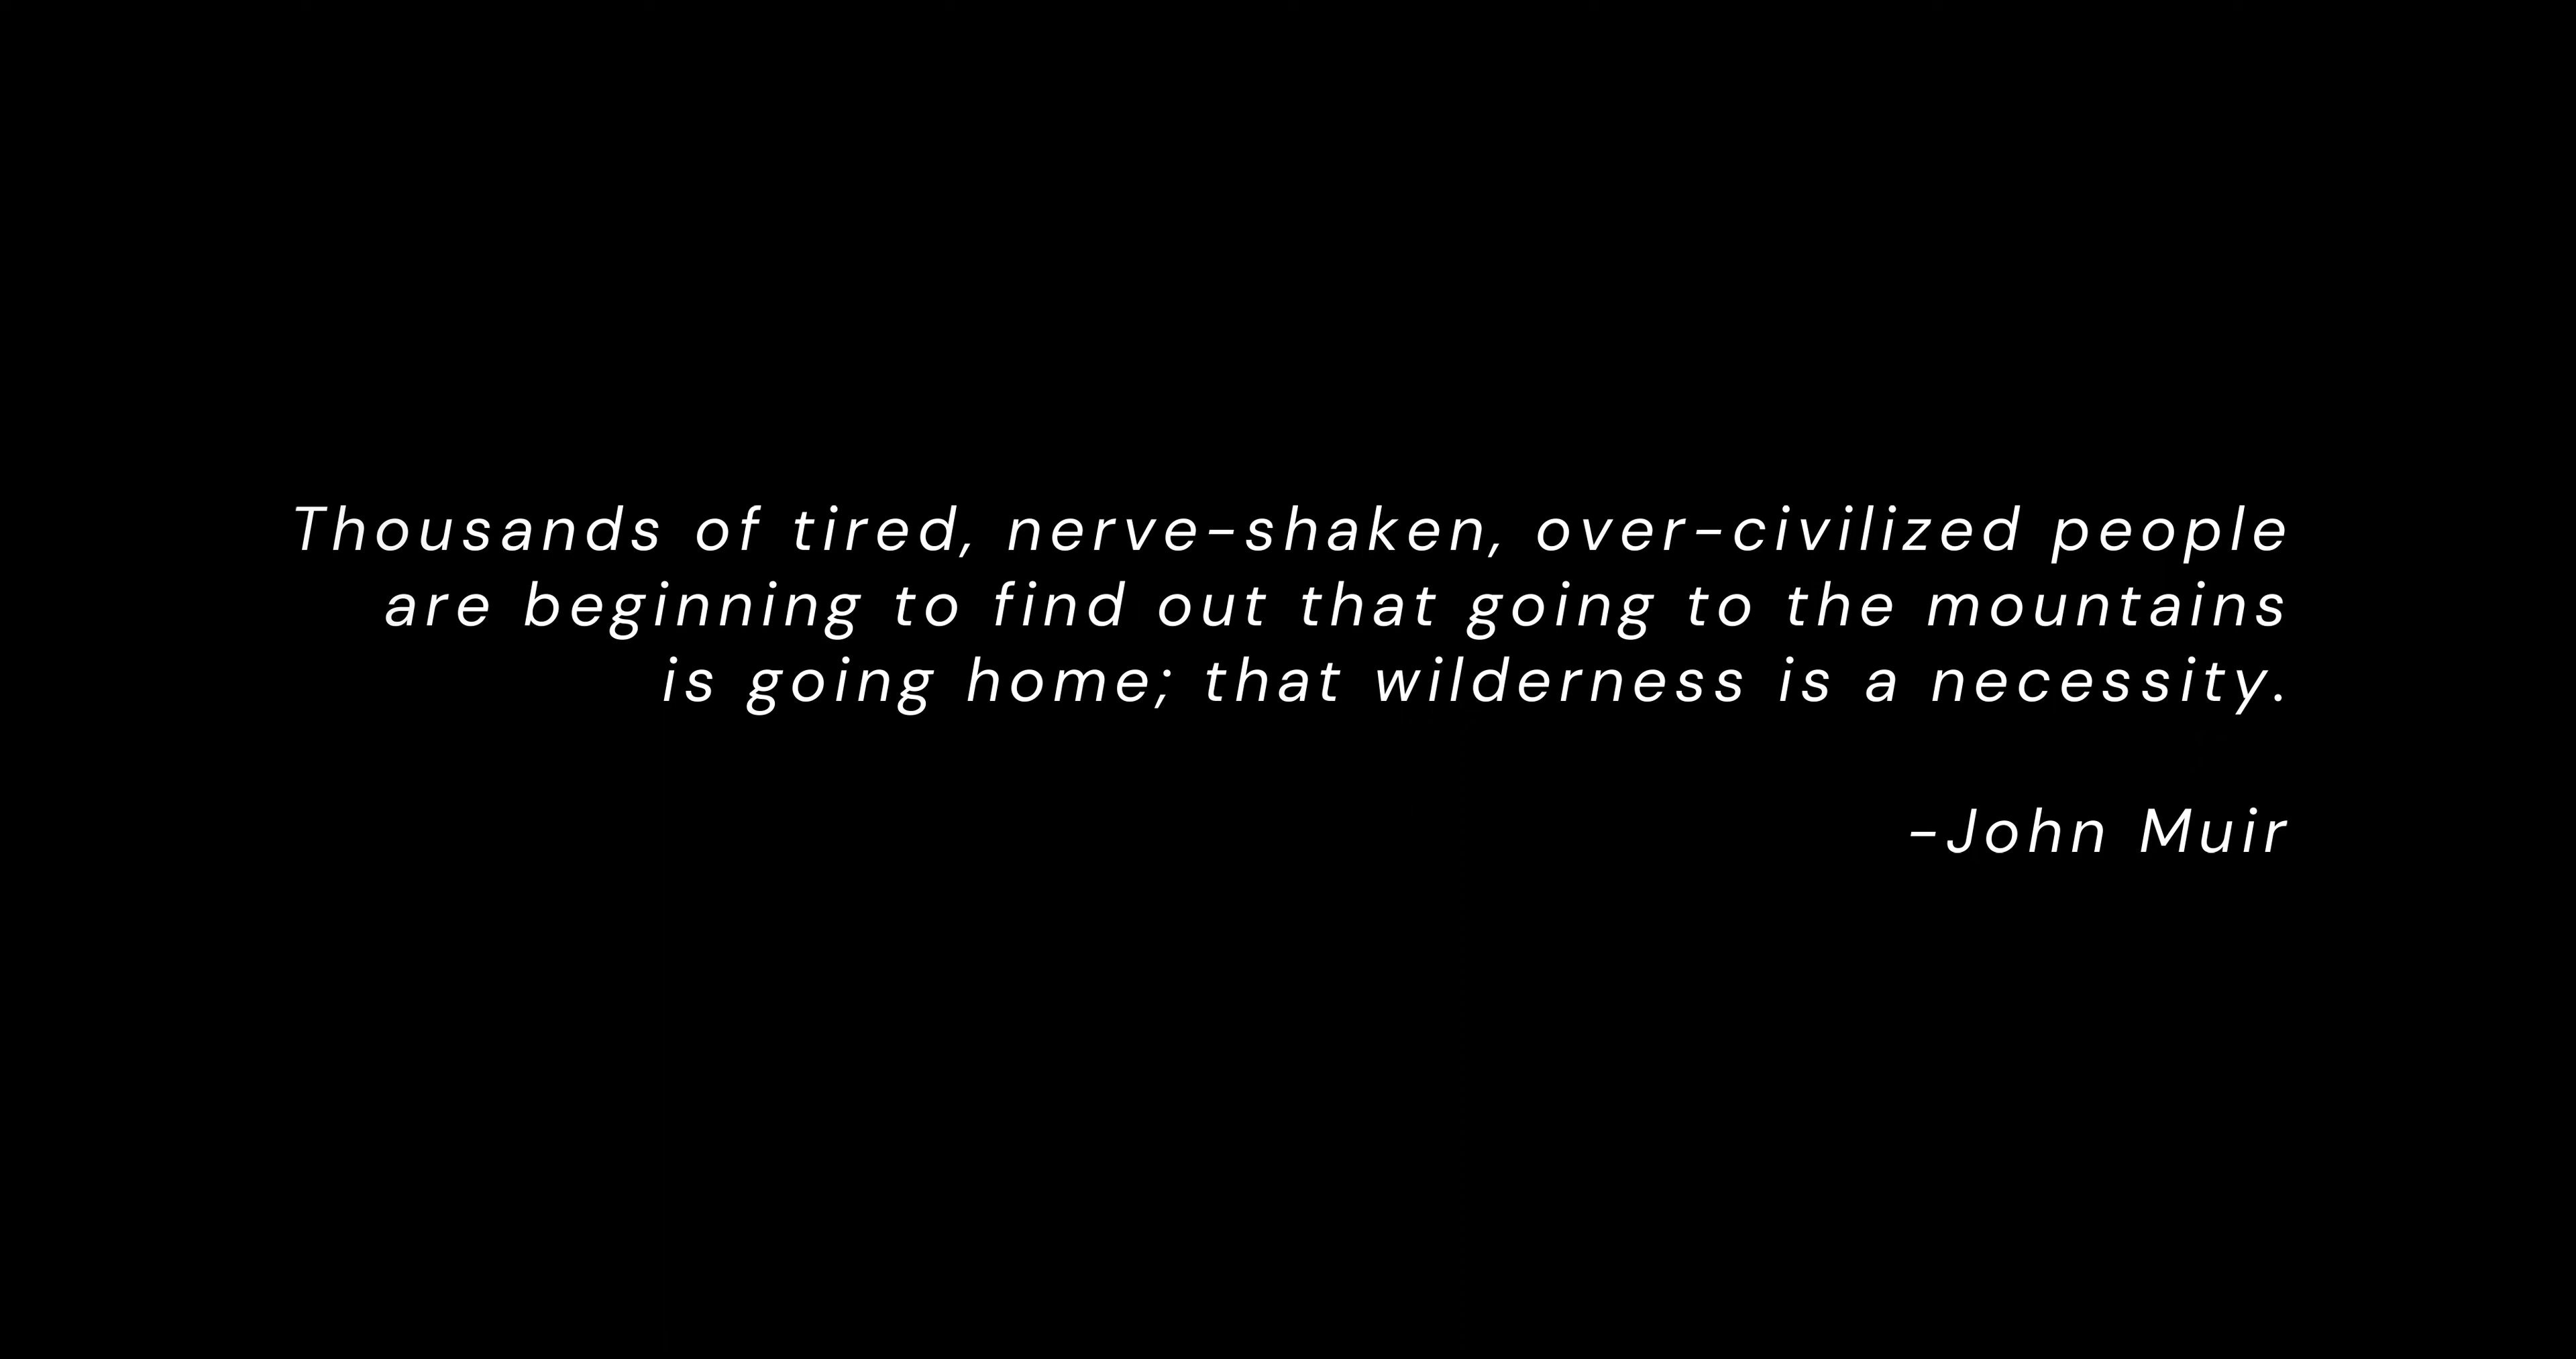 Thousands of tired, nerve-shaken, over-civilized people
are beginning to find out that going to the mountains
is going home; that wilderness is a necessity.
-John Muir